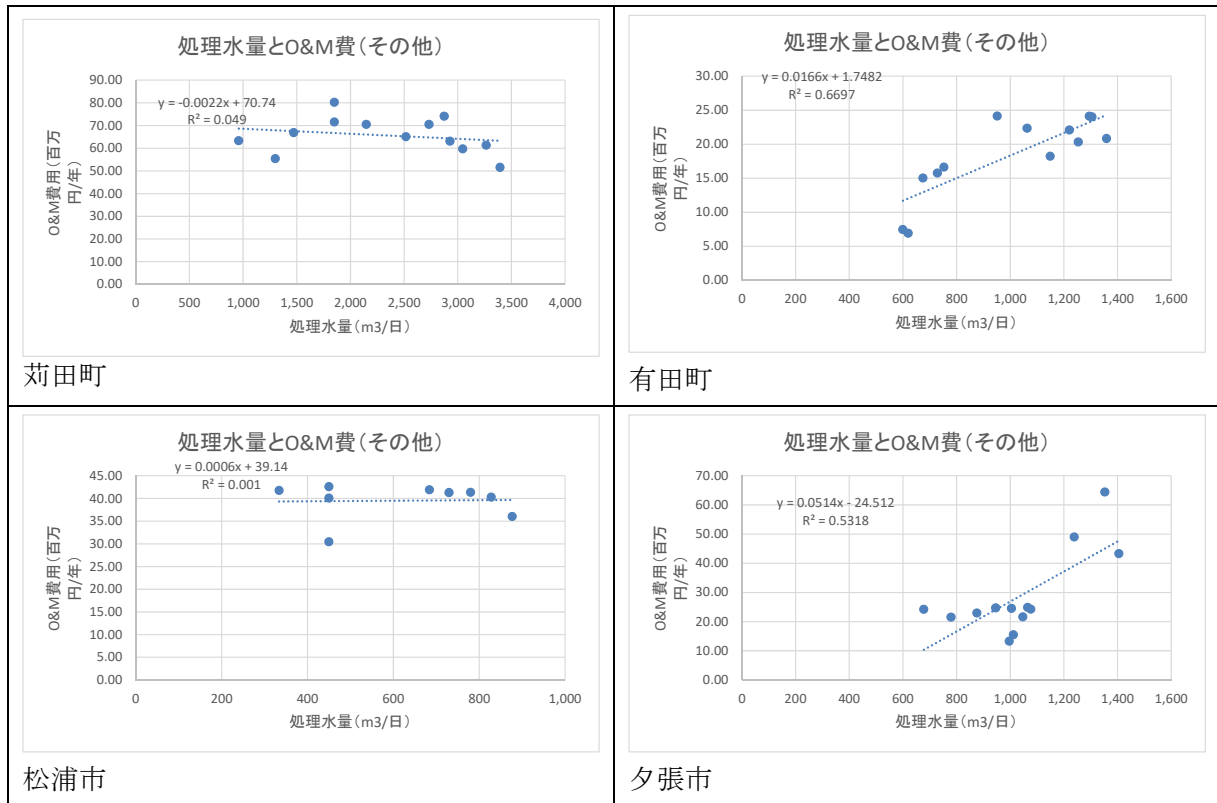 処理水量とO&M費(その他)
y = -0.0022x + 70.74
R² = 0.049
O&M費用(百万
円/年)
90.00
80.00
70.00
60.00
50.00
40.00
30.00
20.00
10.00
0.00
0 500 1,000 1,500 2,000 2,500 3,000 3,500 4,000
処理水量(m3/日)
苅田町
処理水量とO&M費(その他)
y = 0.0166x + 1.7482
R² = 0.6697
O&M費用(百万
円/年)
30.00
25.00
20.00
15.00
10.00
5.00
0.00
0 200 400 600 800 1,000 1,200 1,400 1,600
処理水量(m3/日)
有田町
処理水量とO&M費(その他)
y = 0.0006x + 39.14
R² = 0.001
O&M費用(百万
円/年)
45.00
40.00
35.00
30.00
25.00
20.00
15.00
10.00
5.00
0.00
0 200 400 600 800 1,000
処理水量(m3/日)
松浦市
処理水量とO&M費(その他)
y = 0.0514x - 24.512
R² = 0.5318
O&M費用(百万
円/年)
70.00
60.00
50.00
40.00
30.00
20.00
10.00
0.00
0 200 400 600 800 1,000 1,200 1,400 1,600
処理水量(m3/日)
夕張市